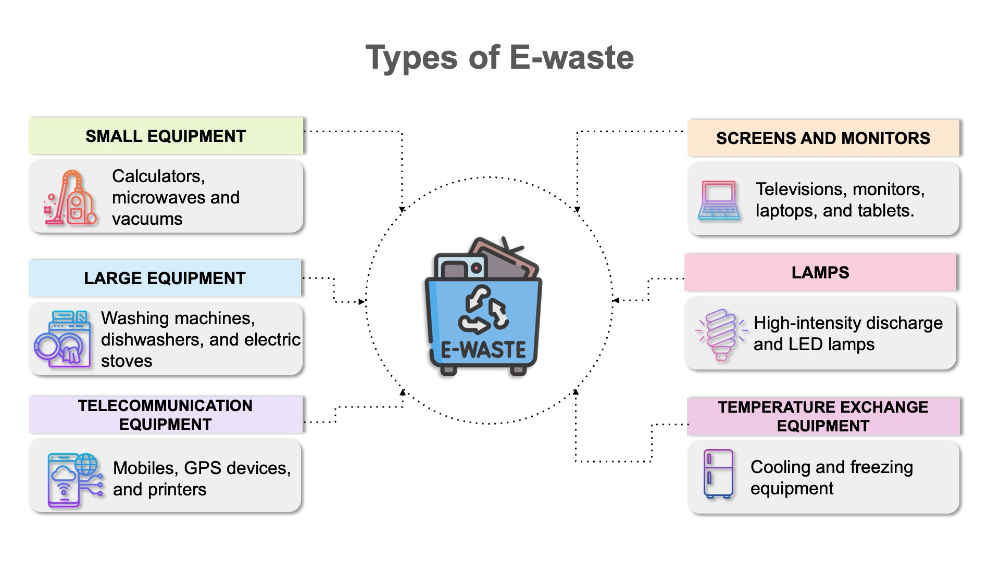 Types of E-waste
SMALL EQUIPMENT
Calculators,
microwaves and
vacuums
LARGE EQUIPMENT
Washing machines,
dishwashers, and electric
stoves
TELECOMMUNICATION
EQUIPMENT
Mobiles, GPS devices,
and printers
E-WASTE
SCREENS AND MONITORS
Televisions, monitors,
laptops, and tablets.
LAMPS
High-intensity discharge
and LED lamps
TEMPERATURE EXCHANGE
EQUIPMENT
Cooling and freezing
equipment